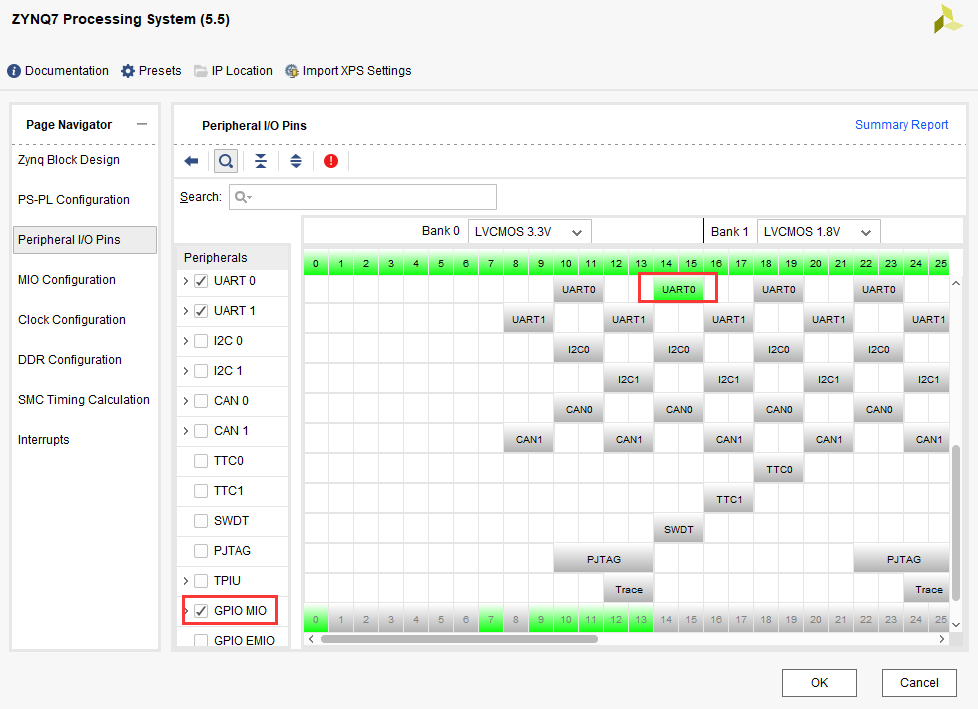 ZYNQ7 Processing System (5.5)
Documentation Presets IP Location Import XPS Settings
Page Navigator
Zynq Block Design
PS-PL Configuration
Peripheral I/O Pins
MIO Configuration
Clock Configuration
DDR Configuration
SMC Timing Calculation
Interrupts
Peripheral I/O Pins Summary Report
Search:
Bank 0 LVCMOS 3.3V Bank 1 LVCMOS 1.8V
Peripherals 0 1 2 3 4 5 6 7 8 9 10 11 12 13 14 15 16 17 18 19 20 21 22 23 24 25
UART 0 UART0 UART0 UART0 UART0
UART 1 UART1 UART1 UART1 UART1 UART1
I2C 0 I2C0 I2C0 I2C0 I2C0
I2C 1 I2C1 I2C1 I2C1 I2C1
CAN 0 CAN0 CAN0 CAN0 CAN0
CAN 1 CAN1 CAN1 CAN1 CAN1 CAN1
TTC0 TTC0
TTC1 TTC1
SWDT SWDT
PJTAG PJTAG PJTAG
TPIU Trace Trace
GPIO MIO 0 1 2 3 4 5 6 7 8 9 10 11 12 13 14 15 16 17 18 19 20 21 22 23 24 25
GPIO EMIO
OK Cancel